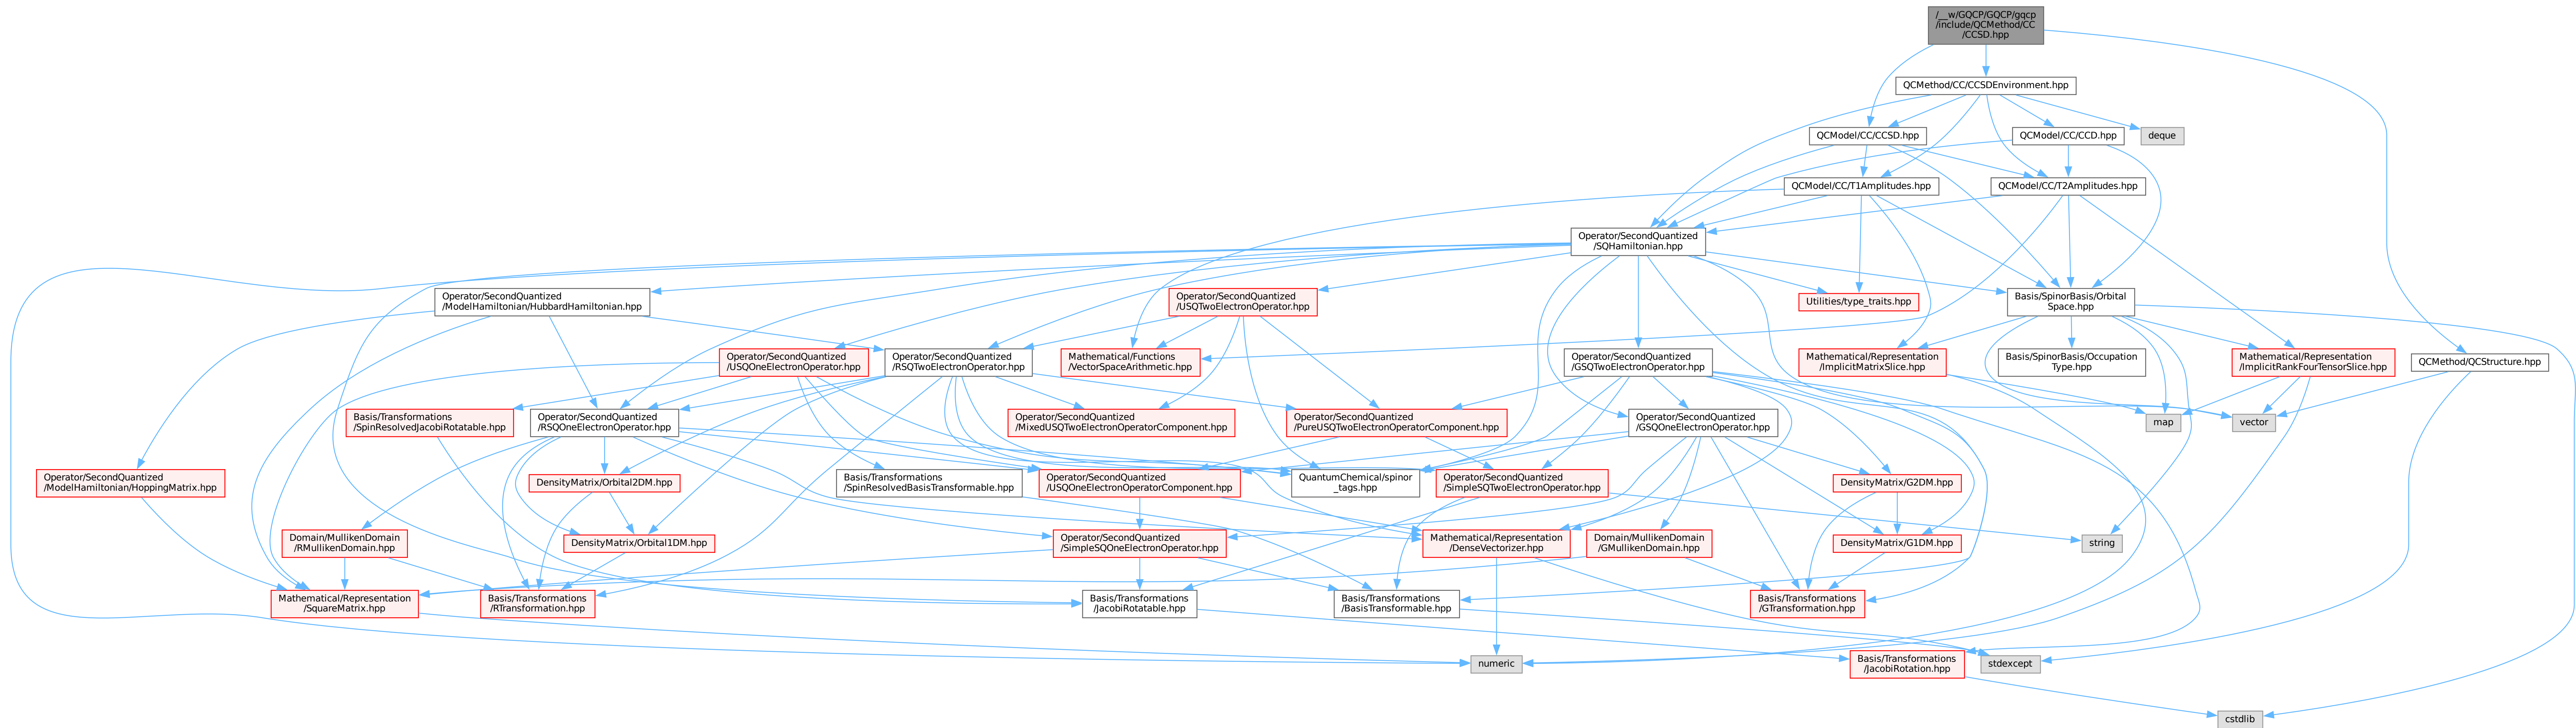 /__w/GQCP/GQCP/gqcp
/include/QCMethod/CC
/CCSD.hpp
QCMethod/CC/CCSDEnvironment.hpp
QCModel/CC/CCSD.hpp
QCModel/CC/CCD.hpp
deque
QCModel/CC/T1Amplitudes.hpp
QCModel/CC/T2Amplitudes.hpp
Operator/SecondQuantized
/SQHamiltonian.hpp
Operator/SecondQuantized
/ModelHamiltonian/HubbardHamiltonian.hpp
Operator/SecondQuantized
/USQTwoElectronOperator.hpp
Utilities/type_traits.hpp
Basis/SpinorBasis/Orbital
Space.hpp
Operator/SecondQuantized
/USQOneElectronOperator.hpp
Operator/SecondQuantized
/RSQTwoElectronOperator.hpp
Mathematical/Functions
/VectorSpaceArithmetic.hpp
Operator/SecondQuantized
/GSQTwoElectronOperator.hpp
Mathematical/Representation
/ImplicitMatrixSlice.hpp
Basis/SpinorBasis/Occupation
Type.hpp
Mathematical/Representation
/ImplicitRankFourTensorSlice.hpp
QCMethod/QCStructure.hpp
Basis/Transformations
/SpinResolvedJacobiRotatable.hpp
Operator/SecondQuantized
/RSQOneElectronOperator.hpp
Operator/SecondQuantized
/MixedUSQTwoElectronOperatorComponent.hpp
Operator/SecondQuantized
/PureUSQTwoElectronOperatorComponent.hpp
Operator/SecondQuantized
/GSQOneElectronOperator.hpp
map
vector
Operator/SecondQuantized
/ModelHamiltonian/HoppingMatrix.hpp
DensityMatrix/Orbital2DM.hpp
Basis/Transformations
/SpinResolvedBasisTransformable.hpp
Operator/SecondQuantized
/USQOneElectronOperatorComponent.hpp
QuantumChemical/spinor
_tags.hpp
Operator/SecondQuantized
/SimpleSQTwoElectronOperator.hpp
DensityMatrix/G2DM.hpp
Domain/MullikenDomain
/RMullikenDomain.hpp
DensityMatrix/Orbital1DM.hpp
Operator/SecondQuantized
/SimpleSQOneElectronOperator.hpp
Mathematical/Representation
/DenseVectorizer.hpp
Domain/MullikenDomain
/GMullikenDomain.hpp
DensityMatrix/G1DM.hpp
string
Mathematical/Representation
/SquareMatrix.hpp
Basis/Transformations
/RTransformation.hpp
Basis/Transformations
/JacobiRotatable.hpp
Basis/Transformations
/BasisTransformable.hpp
Basis/Transformations
/GTransformation.hpp
numeric
Basis/Transformations
/JacobiRotation.hpp
stdexcept
cstdlib